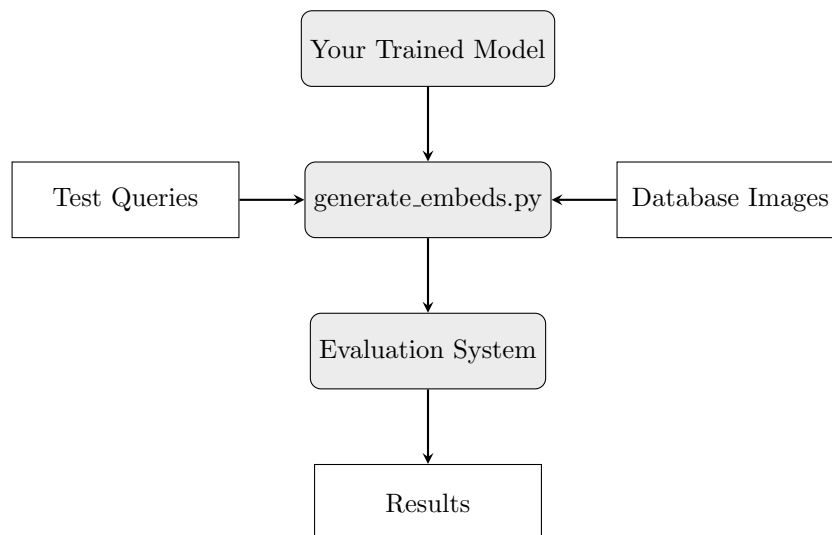 Your Trained Model
Test Queries
generate_embeds.py
Database Images
Evaluation System
Results